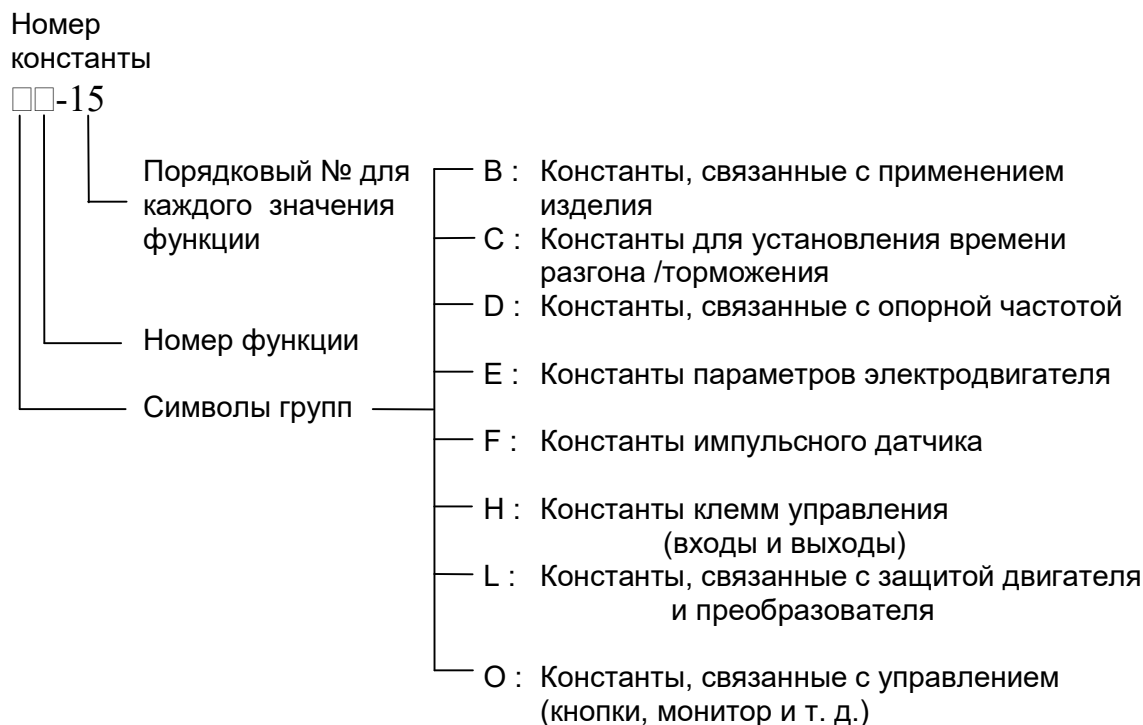 Номер
константы
□□-15
Порядковый № для
каждого значения
функции
Номер функции
Символы групп
B : Константы, связанные с применением
изделия
C : Константы для установления времени
разгона /торможения
D : Константы, связанные с опорной частотой
E : Константы параметров электродвигателя
F : Константы импульсного датчика
H : Константы клемм управления
(входы и выходы)
L : Константы, связанные с защитой двигателя
и преобразователя
O : Константы, связанные с управлением
(кнопки, монитор и т. д.)